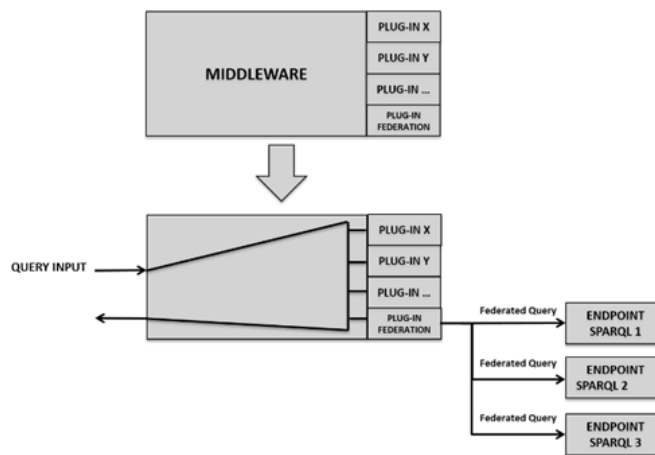 MIDDLEWARE
PLUG-IN X
PLUG-IN Y
PLUG-IN ...
PLUG-IN
FEDERATION
QUERY INPUT
PLUG-IN X
PLUG-IN Y
PLUG-IN ...
PLUG-IN
FEDERATION
Federated Query
ENDPOINT
SPARQL 1
Federated Query
ENDPOINT
SPARQL 2
Federated Query
ENDPOINT
SPARQL 3